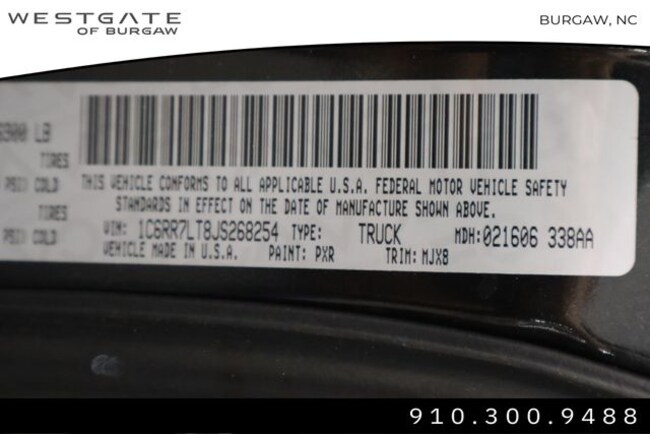 WESTGATE
OF BURGAW
BURGAW, NC
LB
TIRES
PSI COLD
THIS VEHICLE CONFORMS TO ALL APPLICABLE U.S.A. FEDERAL MOTOR VEHICLE SAFETY
TIRES
STANDARDS IN EFFECT ON THE DATE OF MANUFACTURE SHOWN ABOVE.
PSI COLD
VIN: 1C6RR7LT8JS268254 TYPE: TRUCK MDH:021606 338AA
VEHICLE MADE IN U.S.A. PAINT: PXR TRIM: MJX8
910.300.9488